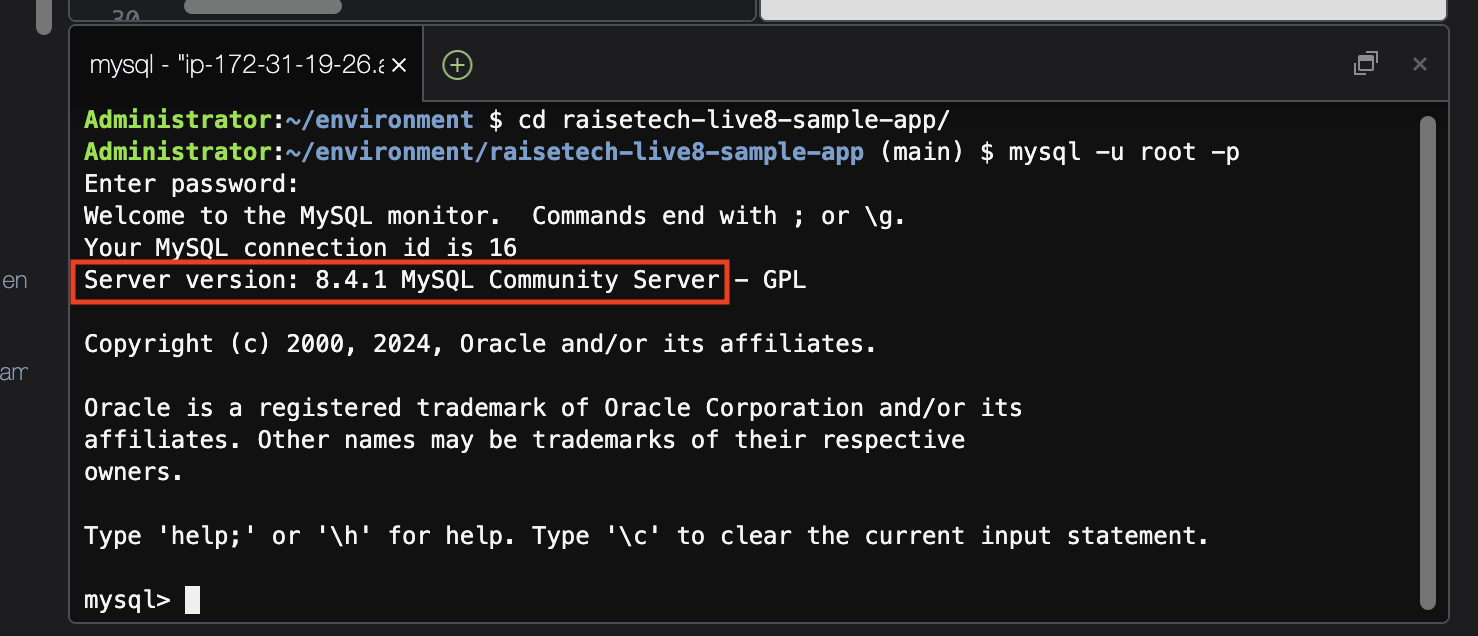 30
mysql - "ip-172-31-19-26.a
Administrator:~/environment $ cd raisetech-live8-sample-app/
Administrator:~/environment/raisetech-live8-sample-app (main) $ mysql -u root -p
Enter password:
Welcome to the MySQL monitor.  Commands end with ; or \g.
Your MySQL connection id is 16
Server version: 8.4.1 MySQL Community Server - GPL
en
Copyright (c) 2000, 2024, Oracle and/or its affiliates.
am
Oracle is a registered trademark of Oracle Corporation and/or its
affiliates. Other names may be trademarks of their respective
owners.
Type 'help;' or '\h' for help. Type '\c' to clear the current input statement.
mysql>